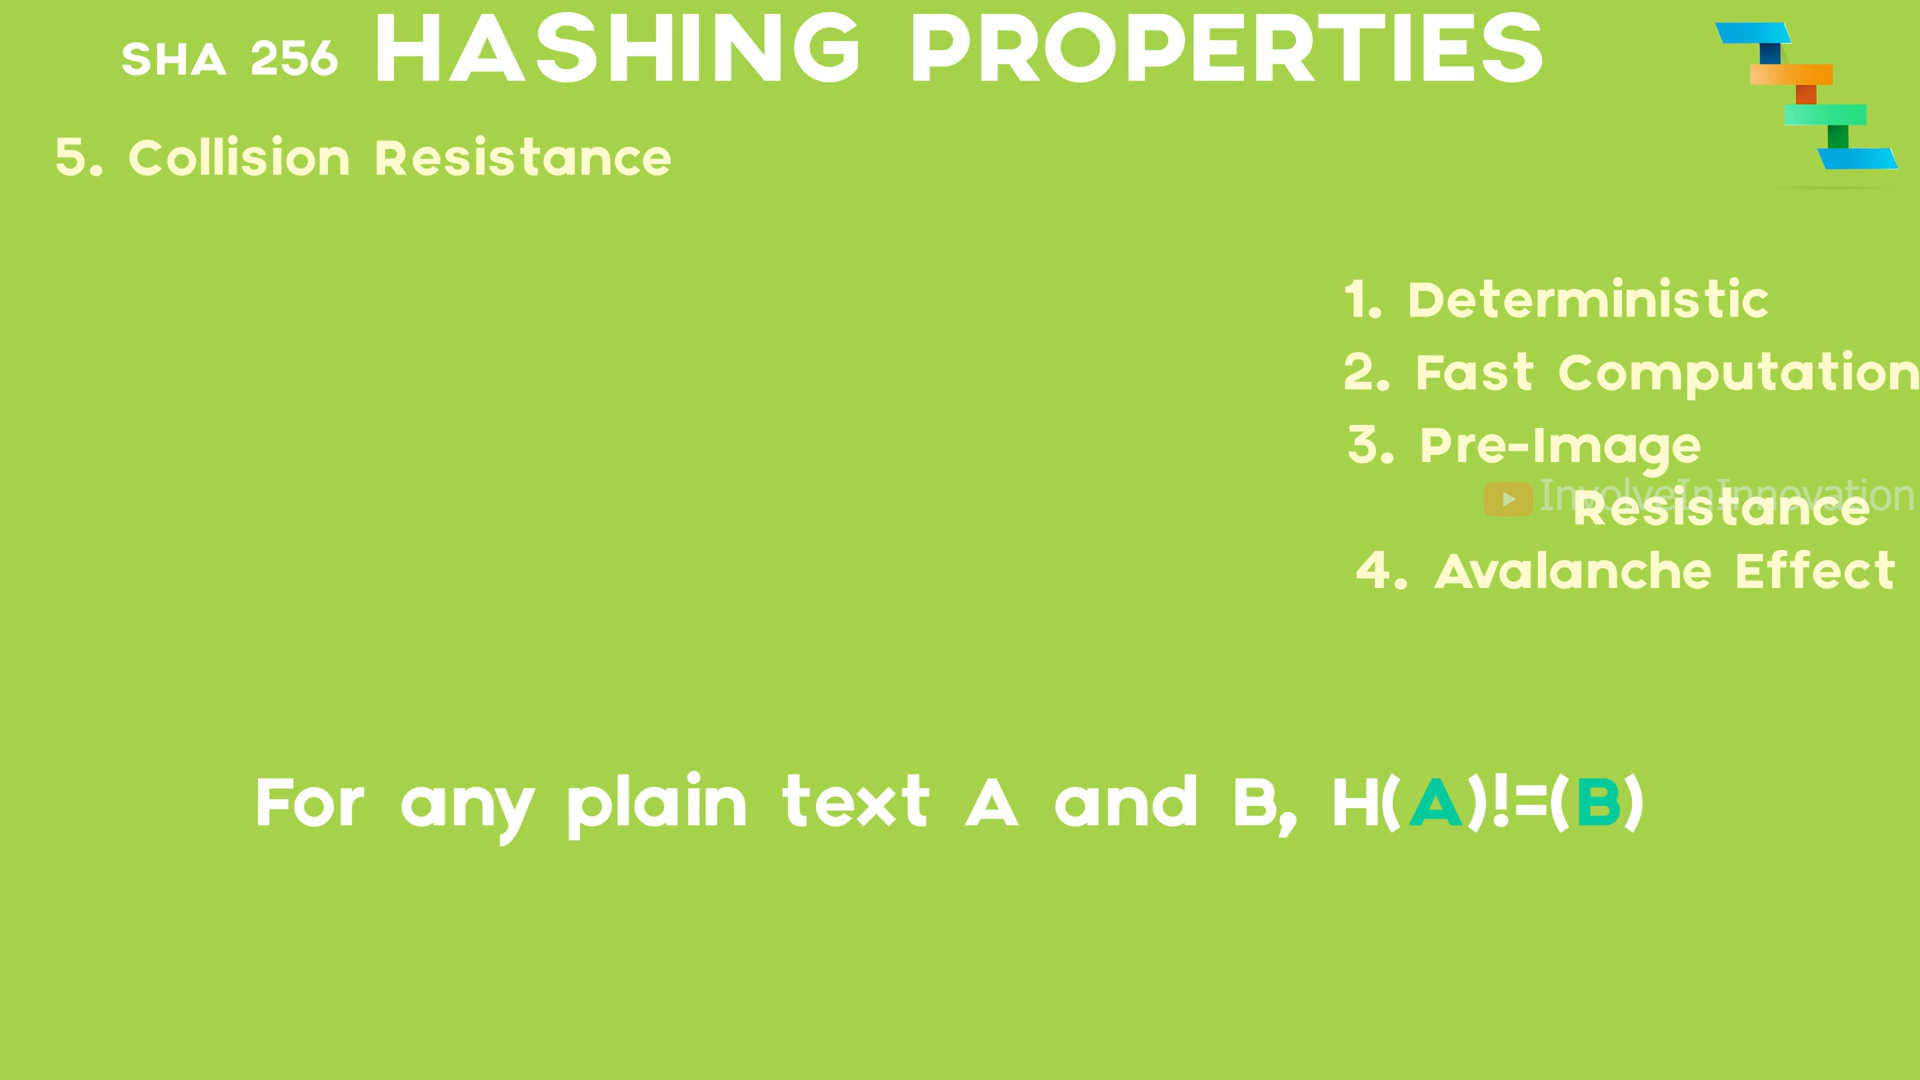 SHA 256 HASHING PROPERTIES
5. Collision Resistance
1. Deterministic
2. Fast Computation
3. Pre-Image
InvolveInInnovation
Resistance
4. Avalanche Effect
For any plain text A and B, H(A)!=(B)